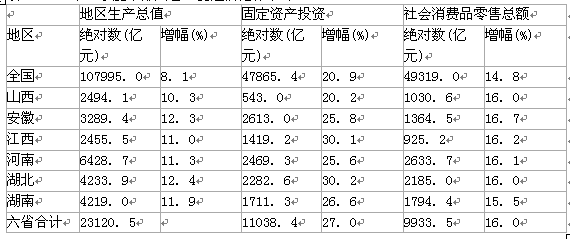 地区生产总值 固定资产投资 社会消费品零售总额
地区 绝对数(亿元) 增幅(%) 绝对数(亿元) 增幅(%) 绝对数(亿元) 增幅(%)
全国 107995.0 8.1 47865.4 20.9 49319.0 14.8
山西 2494.1 10.3 543.0 20.2 1030.6 16.0
安徽 3289.4 12.3 2613.0 25.8 1364.5 16.7
江西 2455.5 11.0 1419.2 30.1 925.2 16.2
河南 6428.7 11.3 2469.3 25.6 2633.7 16.1
湖北 4233.9 12.4 2282.6 30.2 2185.0 16.0
湖南 4219.0 11.9 1711.3 26.6 1794.4 15.5
六省合计 23120.5 11038.4 27.0 9933.5 16.0